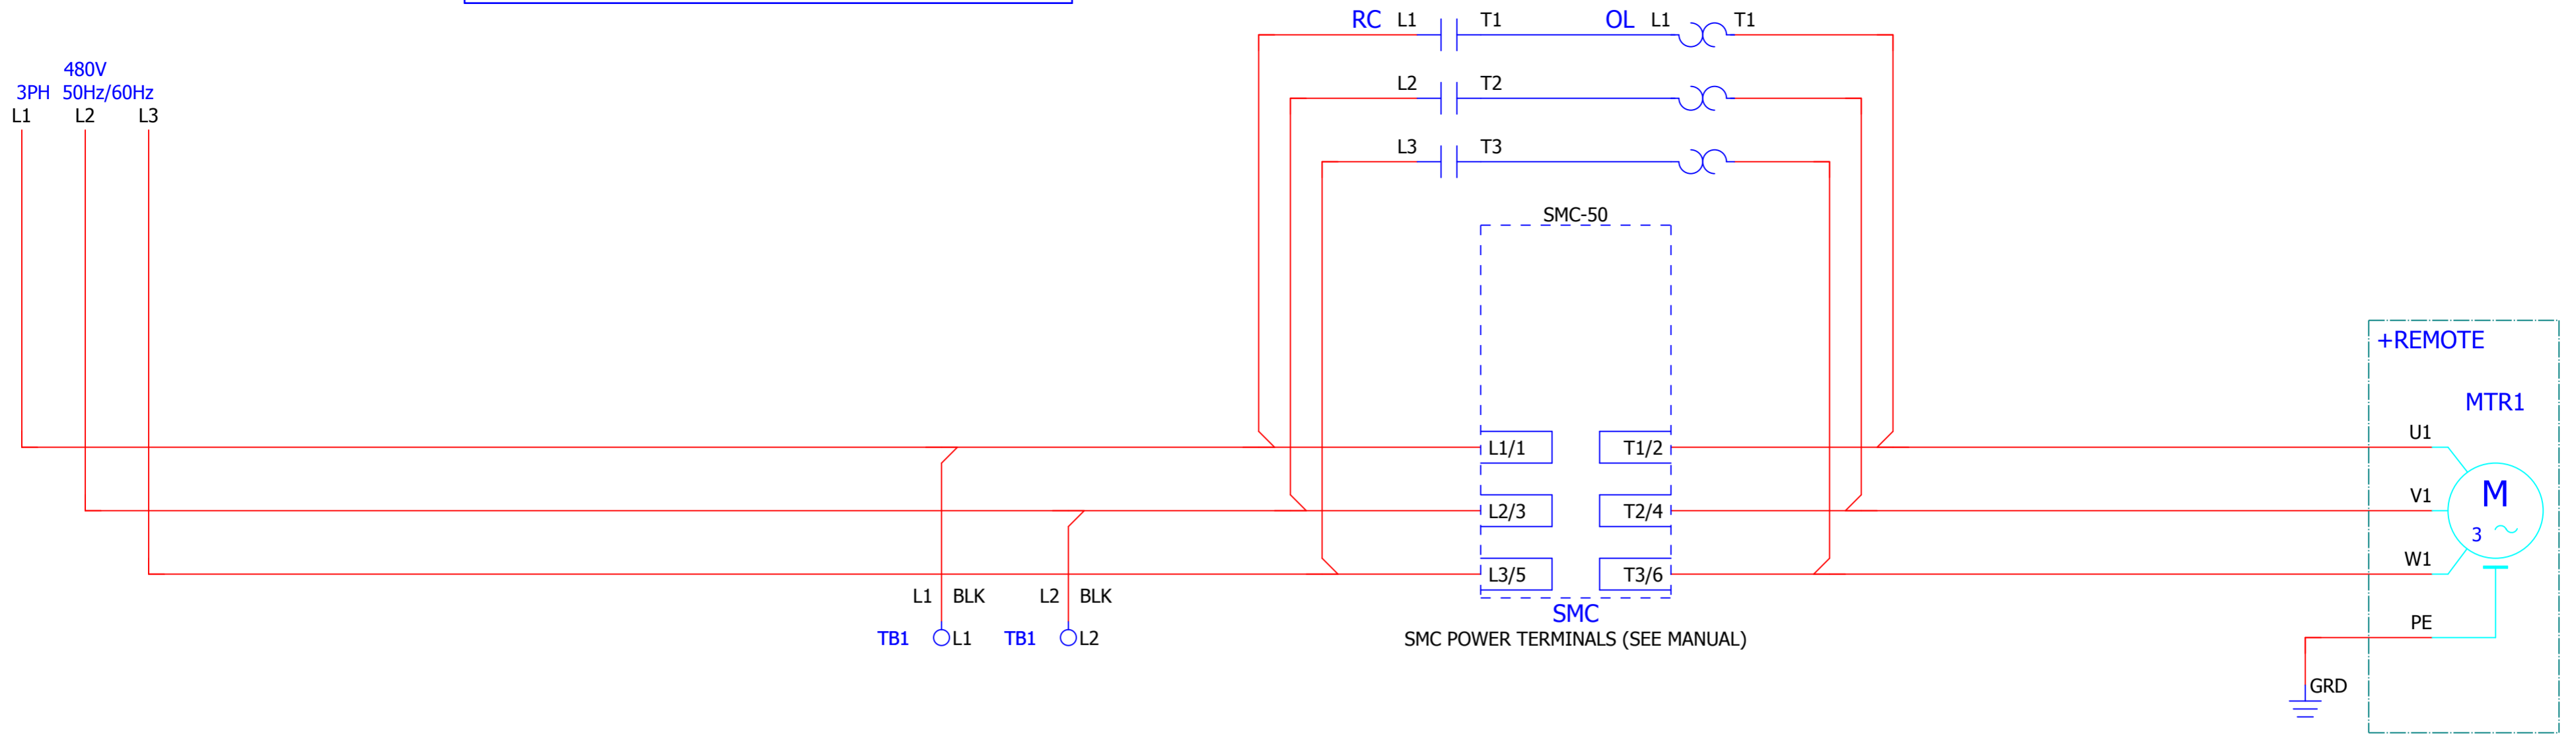 RC L1 T1 OL L1 T1
480V
3PH 50Hz/60Hz
L1 L2 L3
L2 T2
L3 T3
SMC-50
+REMOTE
MTR1
L1/1 T1/2 U1
L2/3 T2/4 V1 M
3
L3/5 T3/6 W1
L1 BLK L2 BLK
SMC
PE
TB1 L1 TB1 L2
SMC POWER TERMINALS (SEE MANUAL)
GRD